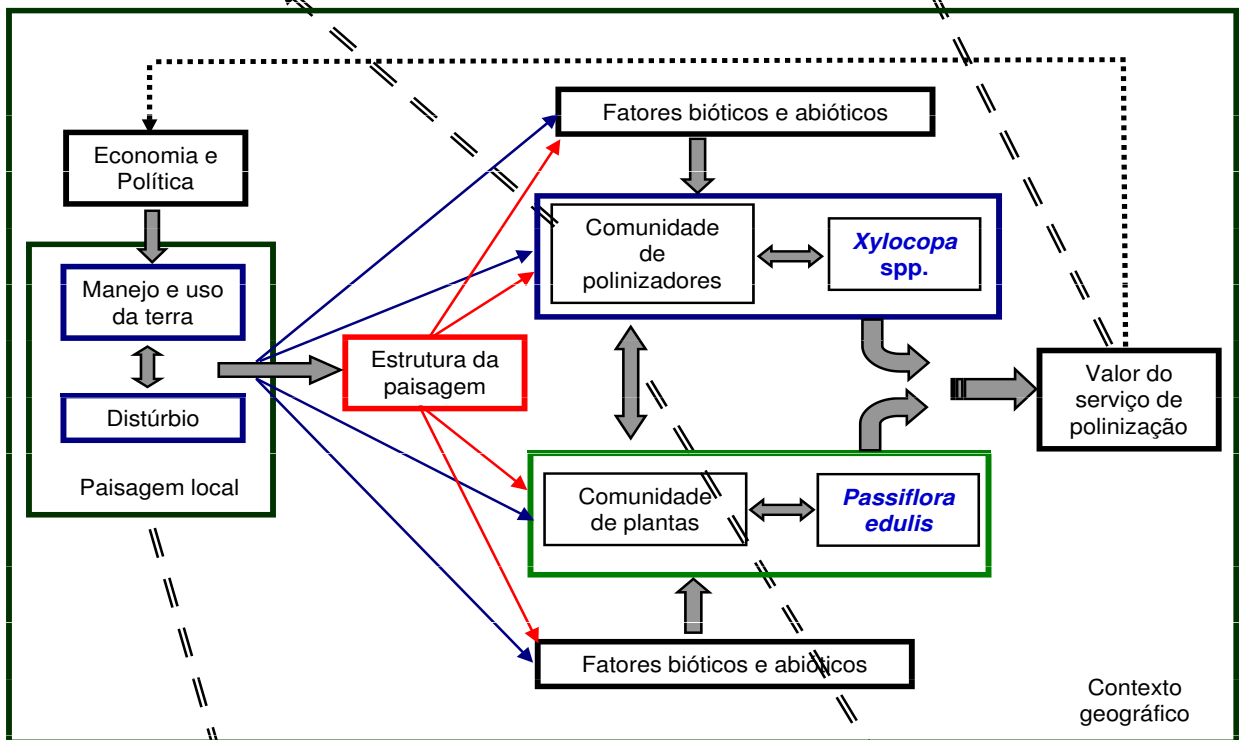 Fatores bióticos e abióticos
Economia e
Política
Comunidade
de
polinizadores
Xylocopa
spp.
Manejo e uso
da terra
Estrutura da
paisagem
Distúrbio
Valor do
serviço de
polinização
Paisagem local
Comunidade
de plantas
Passiflora
edulis
Fatores bióticos e abióticos
Contexto
geográfico